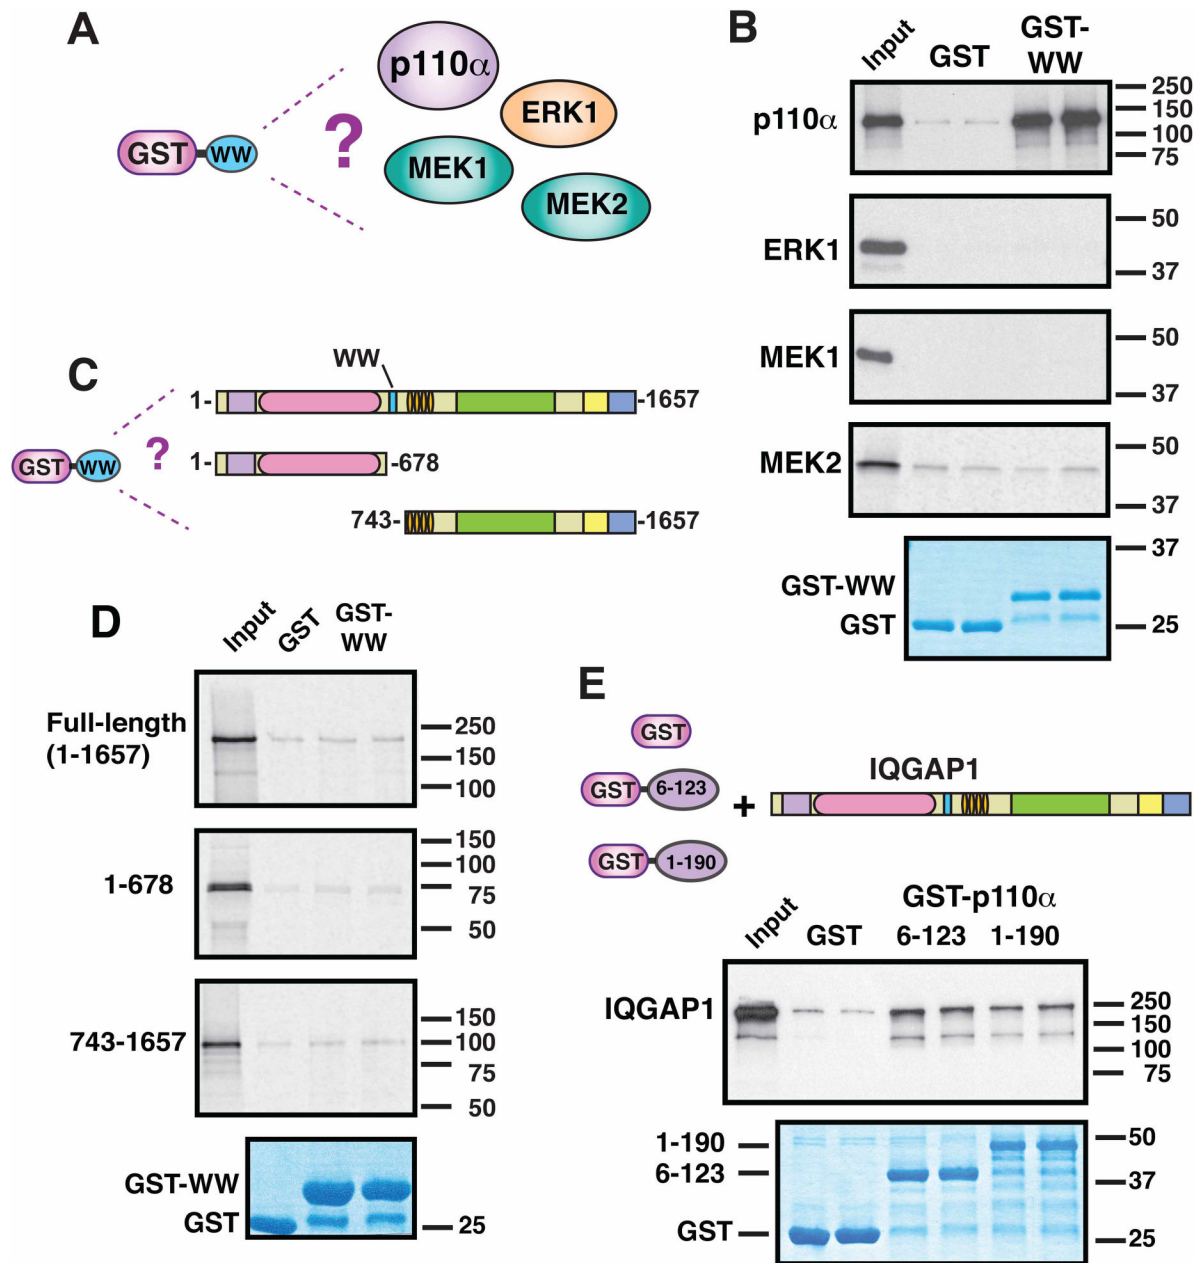 A
GST
WW
?
p110α
ERK1
MEK1
MEK2
B
Input
GST
GST-
WW
p110α
250
150
100
75
ERK1
50
37
MEK1
50
37
MEK2
50
37
GST-WW
GST
37
25
C
GST
WW
?
WW
1-
-1657
1-
-678
743-
-1657
D
Input
GST
GST-
WW
Full-length
(1-1657)
250
150
100
1-678
150
100
75
50
743-1657
150
100
75
50
GST-WW
GST
25
E
GST
GST
6-123
GST
1-190
+
IQGAP1
Input
GST
GST-p110α
6-123
1-190
IQGAP1
250
150
100
75
1-190
6-123
GST
50
37
25